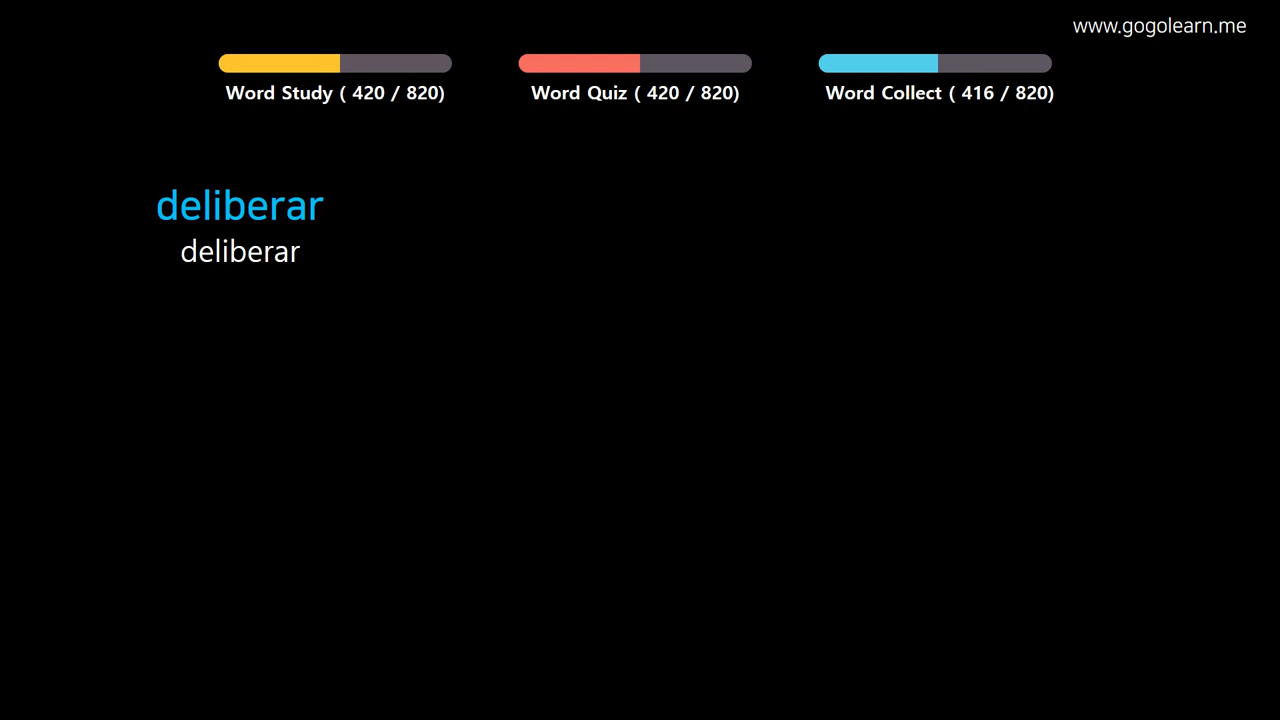 www.gogolearn.me
Word Study ( 420 / 820)
Word Quiz ( 420 / 820)
Word Collect ( 416 / 820)
deliberar
deliberar